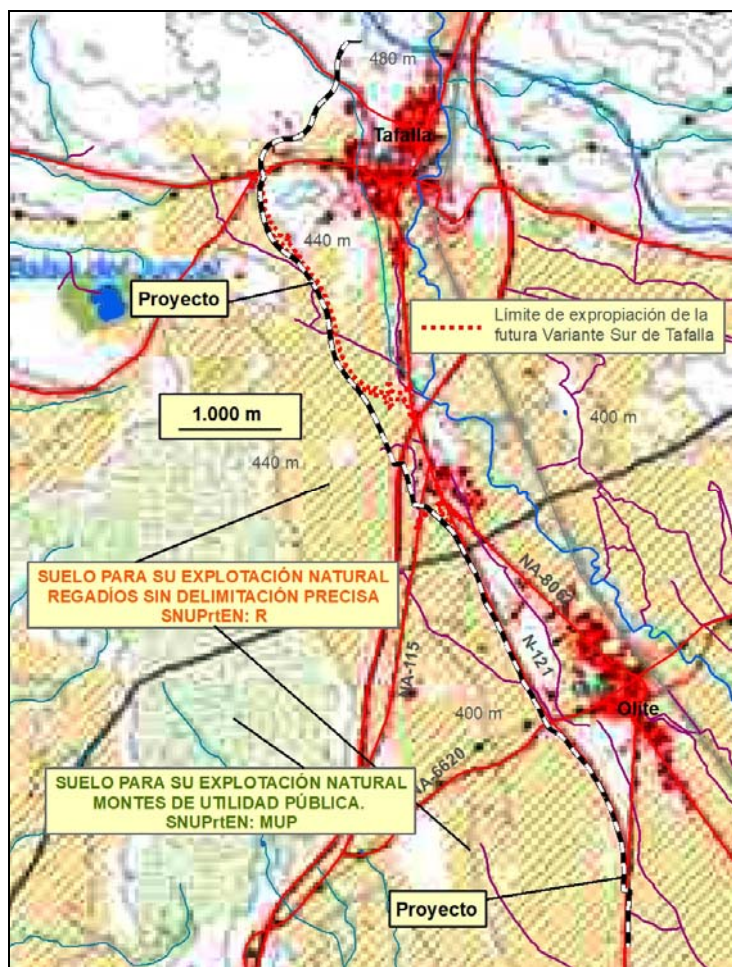 480 m
Tafalla
440 m
Proyecto
Límite de expropiación de la
futura Variante Sur de Tafalla
1.000 m
400 m
440 m
SUELO PARA SU EXPLOTACIÓN NATURAL
REGADÍOS SIN DELIMITACIÓN PRECISA
SNUPrtEN: R
NA-8063
N-121
NA-115
400 m
Olite
NA-6620
SUELO PARA SU EXPLOTACIÓN NATURAL
MONTES DE UTILIDAD PÚBLICA.
SNUPrtEN: MUP
Proyecto